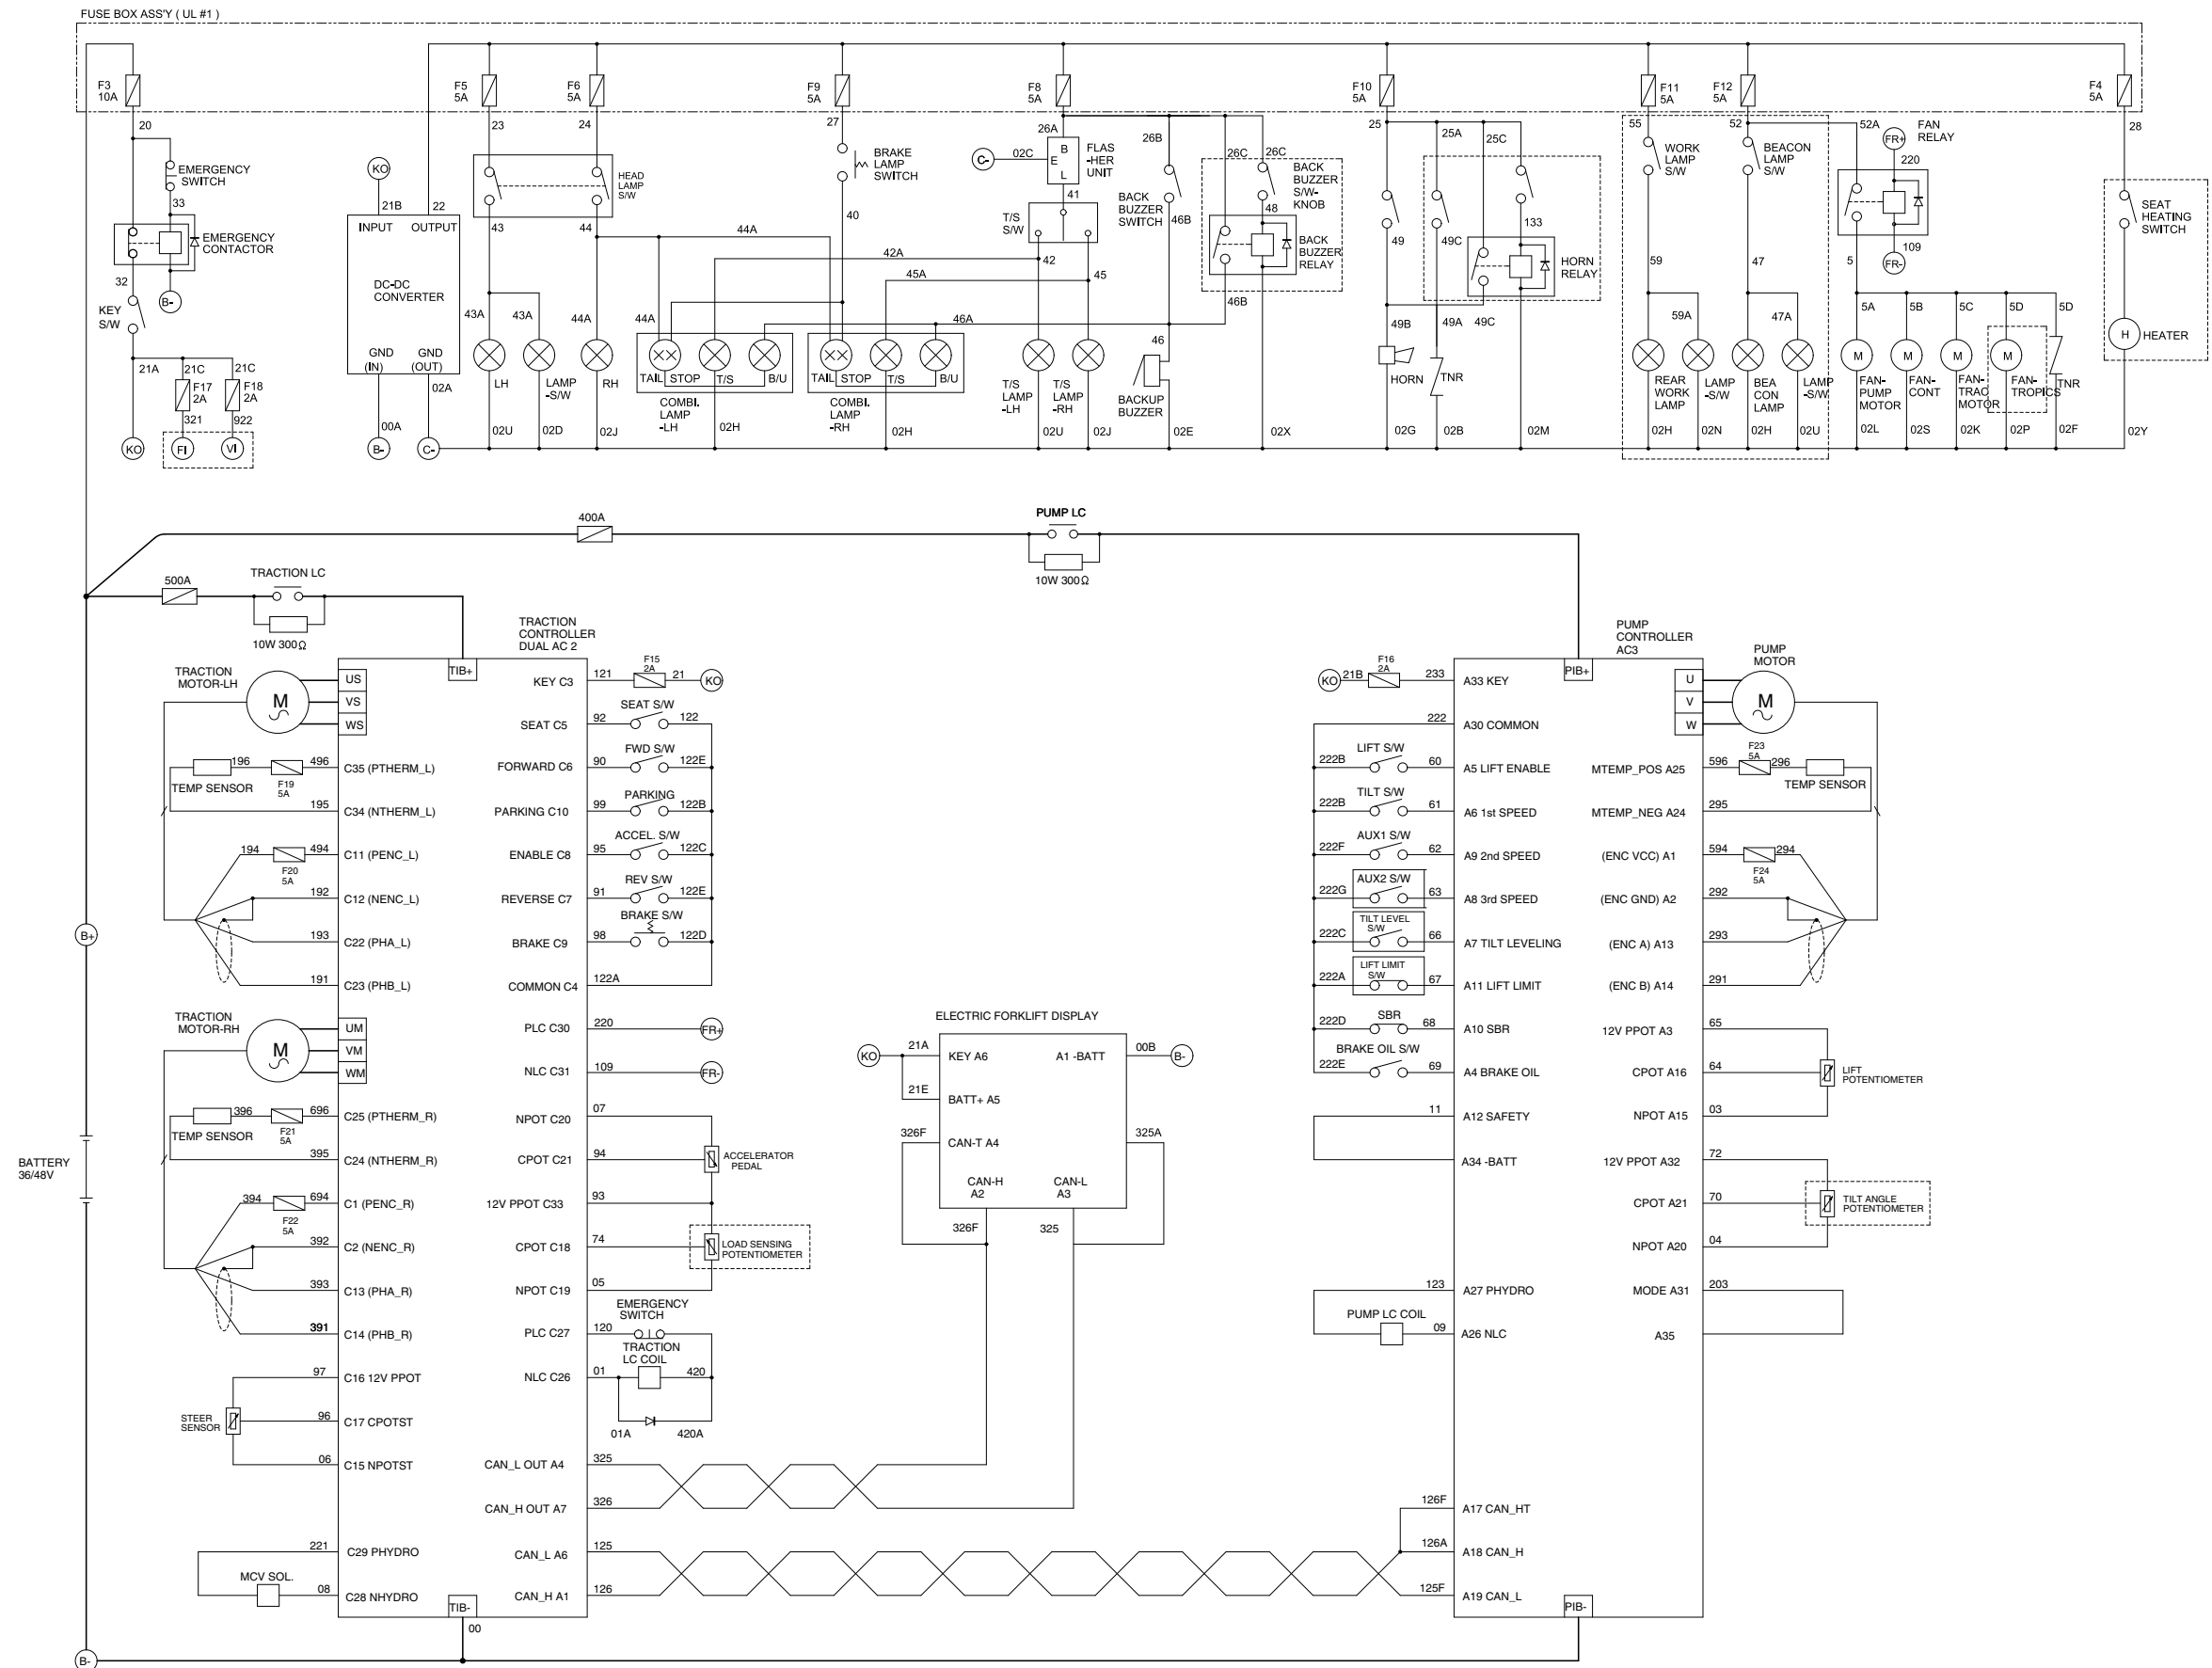 FUSE BOX ASS'Y ( UL #1 )
F3
10A
F5
5A
F6
5A
F9
5A
F8
5A
F10
5A
F11
5A
F12
5A
F4
5A
20
23
24
27
26A
26B
26C
26C
25
25A
25C
55
52
52A
28
EMERGENCY
SWITCH
33
EMERGENCY
CONTACTOR
32
B-
KEY
S/W
21A
21C
F17
2A
21C
F18
2A
321
922
KO
FI
VI
KO
21B
22
INPUT
OUTPUT
DC-DC
CONVERTER
GND
(IN)
GND
(OUT)
00A
02A
B-
C-
HEAD
LAMP
S/W
43
44
44A
43A
43A
44A
44A
LH
LAMP
-S/W
RH
02U
02D
02J
BRAKE
LAMP
SWITCH
40
42A
45A
46A
TAIL
STOP
T/S
B/U
COMBI.
LAMP
-LH
02H
TAIL
STOP
T/S
B/U
COMBI.
LAMP
-RH
02H
C-
02C
B
E
L
FLAS
-HER
UNIT
41
T/S
S/W
42
45
T/S
LAMP
-LH
T/S
LAMP
-RH
02U
02J
BACK
BUZZER
SWITCH
46B
46
BACKUP
BUZZER
02E
BACK
BUZZER
S/W-
KNOB
48
BACK
BUZZER
RELAY
46B
02X
49
49C
133
HORN
RELAY
49B
49A
49C
HORN
TNR
02G
02B
02M
WORK
LAMP
S/W
BEACON
LAMP
S/W
59
47
59A
47A
REAR
WORK
LAMP
LAMP
-S/W
BEA
CON
LAMP
LAMP
-S/W
02H
02N
02H
02U
FR+
FAN
RELAY
220
109
FR-
5
5A
5B
5C
5D
5D
M
M
M
M
FAN-
PUMP
MOTOR
FAN-
CONT
FAN-
TRAC
MOTOR
FAN-
TROPICS
TNR
02L
02S
02K
02P
02F
SEAT
HEATING
SWITCH
H
HEATER
02Y
400A
PUMP LC
10W 300Ω
500A
TRACTION LC
10W 300Ω
B+
BATTERY
36/48V
B-
TRACTION
CONTROLLER
DUAL AC 2
TIB+
TRACTION
MOTOR-LH
M
US
VS
WS
196
496
C35 (PTHERM_L)
TEMP SENSOR
F19
5A
195
C34 (NTHERM_L)
194
494
C11 (PENC_L)
F20
5A
192
C12 (NENC_L)
193
C22 (PHA_L)
191
C23 (PHB_L)
TRACTION
MOTOR-RH
M
UM
VM
WM
396
696
C25 (PTHERM_R)
TEMP SENSOR
F21
5A
395
C24 (NTHERM_R)
394
694
C1 (PENC_R)
F22
5A
392
C2 (NENC_R)
393
C13 (PHA_R)
391
C14 (PHB_R)
97
C16 12V PPOT
STEER
SENSOR
96
C17 CPOTST
06
C15 NPOTST
221
C29 PHYDRO
MCV SOL.
08
C28 NHYDRO
TIB-
00
KEY C3
121
F15
2A
21
KO
SEAT C5
92
SEAT S/W
122
FORWARD C6
90
FWD S/W
122E
PARKING C10
99
PARKING
122B
ENABLE C8
95
ACCEL. S/W
122C
REVERSE C7
91
REV S/W
122E
BRAKE C9
98
BRAKE S/W
122D
COMMON C4
122A
PLC C30
220
FR+
NLC C31
109
FR-
NPOT C20
07
CPOT C21
94
ACCELERATOR
PEDAL
12V PPOT C33
93
CPOT C18
74
LOAD SENSING
POTENTIOMETER
NPOT C19
05
EMERGENCY
SWITCH
PLC C27
120
TRACTION
LC COIL
NLC C26
01
420
01A
420A
CAN_L OUT A4
325
CAN_H OUT A7
326
CAN_L A6
125
CAN_H A1
126
ELECTRIC FORKLIFT DISPLAY
KO
21A
KEY A6
A1 -BATT
00B
B-
21E
BATT+ A5
326F
CAN-T A4
325A
CAN-H
A2
CAN-L
A3
326F
325
PUMP
CONTROLLER
AC3
PIB+
KO
21B
F16
2A
233
A33 KEY
222
A30 COMMON
222B
LIFT S/W
60
A5 LIFT ENABLE
222B
TILT S/W
61
A6 1st SPEED
222F
AUX1 S/W
62
A9 2nd SPEED
222G
AUX2 S/W
63
A8 3rd SPEED
222C
TILT LEVEL
S/W
66
A7 TILT LEVELING
222A
LIFT LIMIT
S/W
67
A11 LIFT LIMIT
222D
SBR
68
A10 SBR
BRAKE OIL S/W
222E
69
A4 BRAKE OIL
11
A12 SAFETY
A34 -BATT
123
A27 PHYDRO
PUMP LC COIL
09
A26 NLC
126F
A17 CAN_HT
126A
A18 CAN_H
125F
A19 CAN_L
PIB-
PUMP
MOTOR
M
U
V
W
MTEMP_POS A25
596
F23
5A
296
TEMP SENSOR
MTEMP_NEG A24
295
(ENC VCC) A1
594
F24
5A
294
(ENC GND) A2
292
(ENC A) A13
293
(ENC B) A14
291
12V PPOT A3
65
CPOT A16
64
LIFT
POTENTIOMETER
NPOT A15
03
12V PPOT A32
72
CPOT A21
70
TILT ANGLE
POTENTIOMETER
NPOT A20
04
MODE A31
203
A35